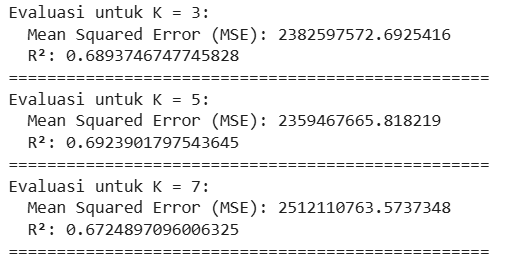 Evaluasi untuk K = 3:
Mean Squared Error (MSE): 2382597572.6925416
R²: 0.6893746747745828
==================================================
Evaluasi untuk K = 5:
Mean Squared Error (MSE): 2359467665.818219
R²: 0.6923901797543645
==================================================
Evaluasi untuk K = 7:
Mean Squared Error (MSE): 2512110763.5737348
R²: 0.6724897096006325
==================================================